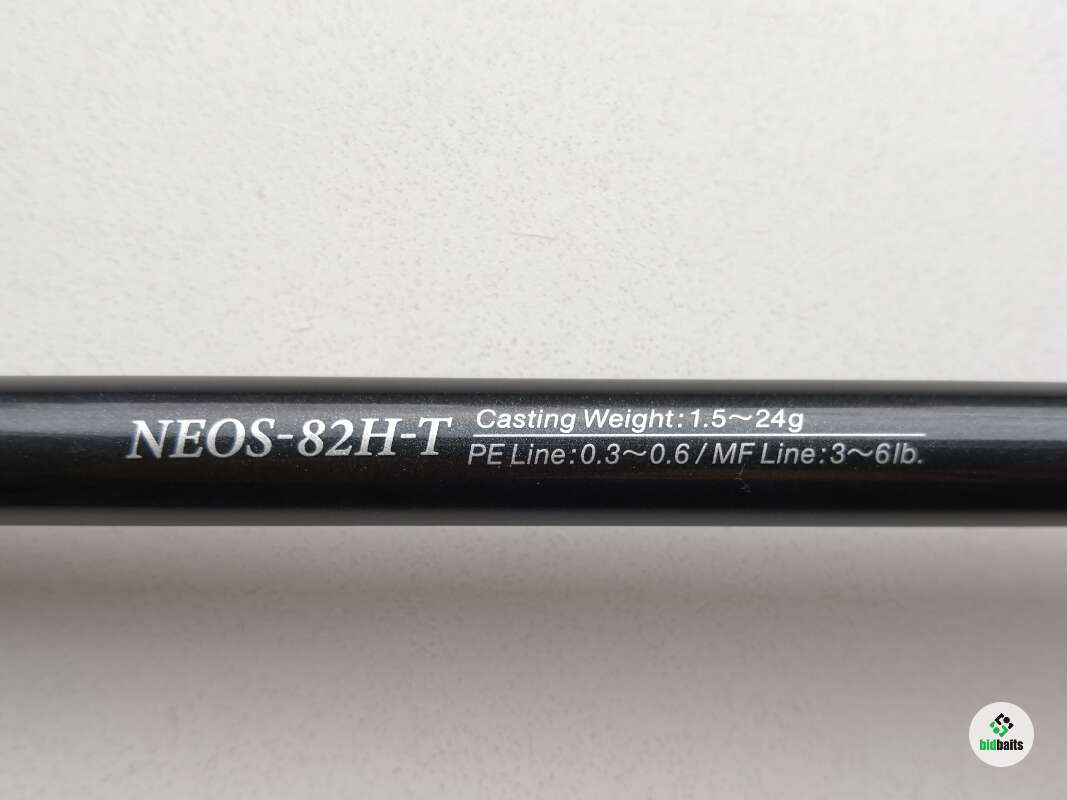 NEOS-82H-T
Casting Weight:1.5〜24g
PE Line:0.3〜0.6/MF Line:3〜6lb.
bidbaits